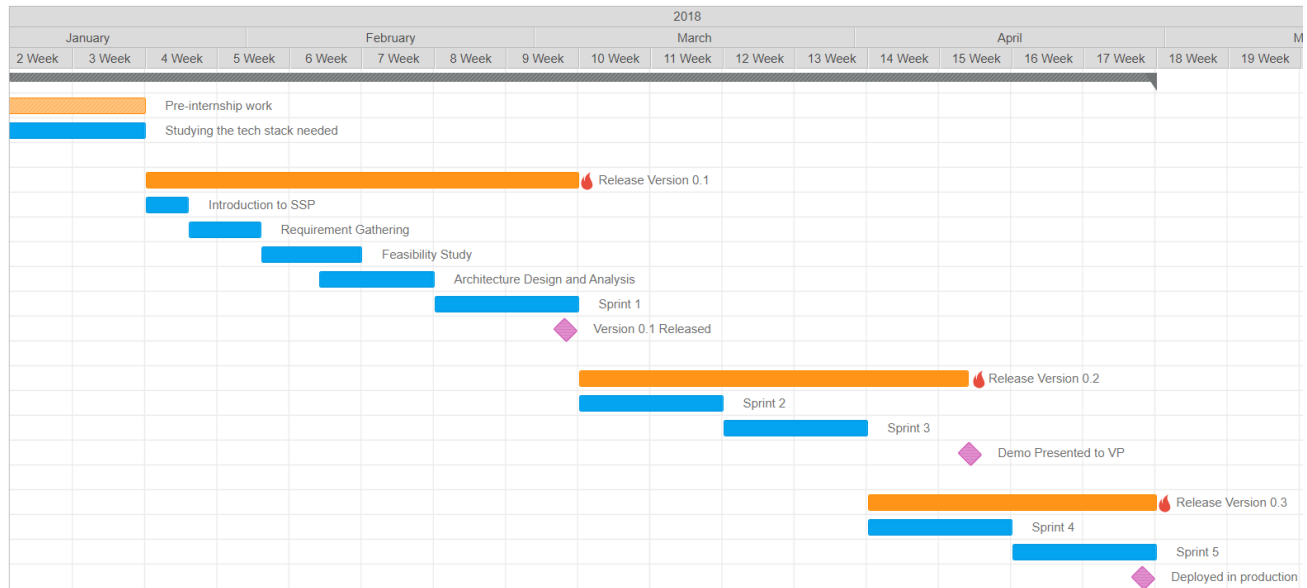 2018
January February March April M
2 Week 3 Week 4 Week 5 Week 6 Week 7 Week 8 Week 9 Week 10 Week 11 Week 12 Week 13 Week 14 Week 15 Week 16 Week 17 Week 18 Week 19 Week
Pre-internship work
Studying the tech stack needed
Release Version 0.1
Introduction to SSP
Requirement Gathering
Feasibility Study
Architecture Design and Analysis
Sprint 1
Version 0.1 Released
Release Version 0.2
Sprint 2
Sprint 3
Demo Presented to VP
Release Version 0.3
Sprint 4
Sprint 5
Deployed in production